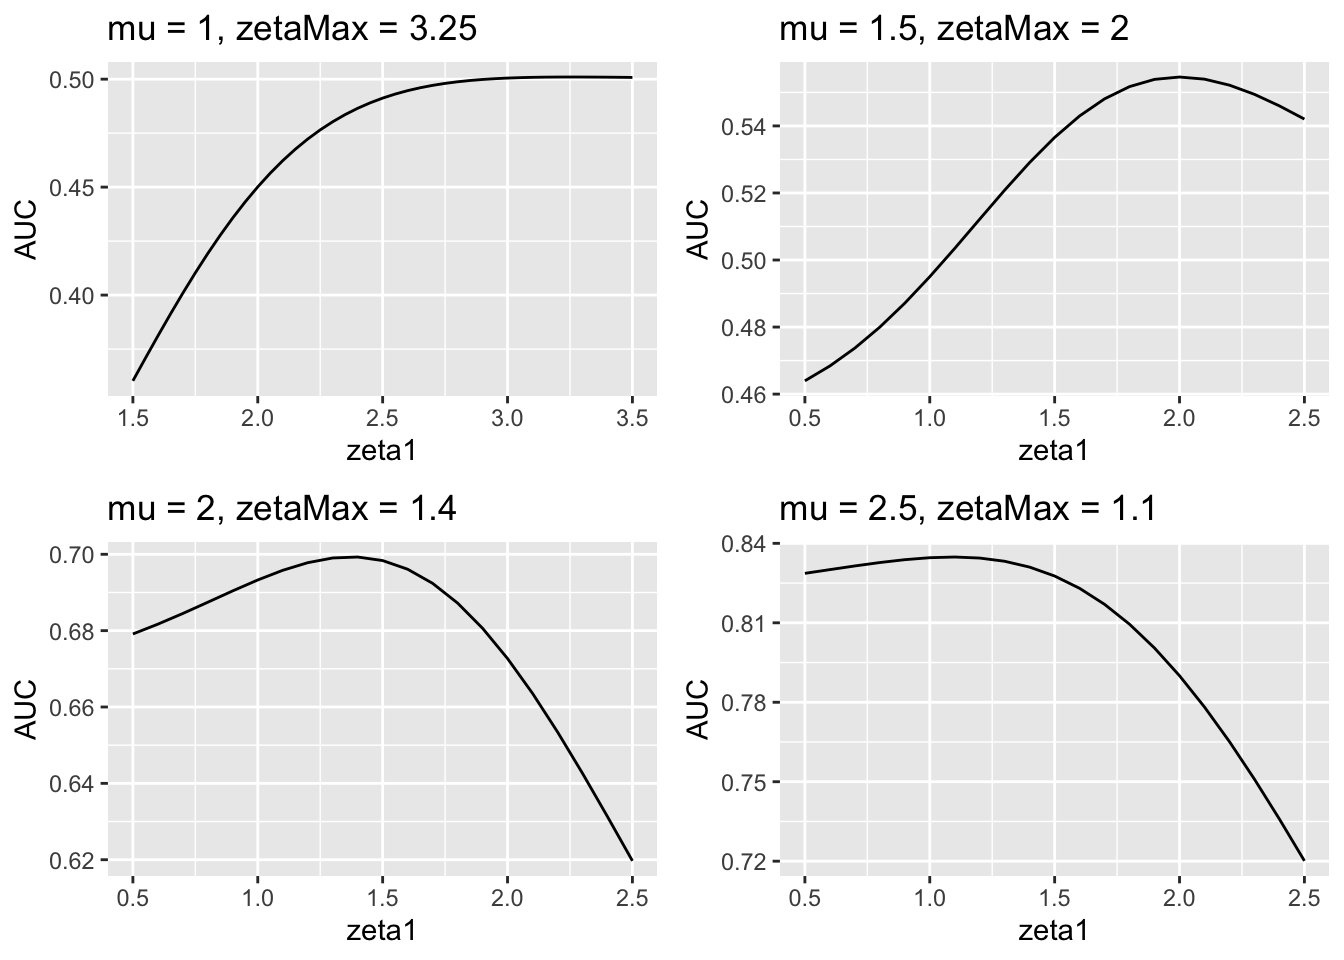 mu = 1, zetaMax = 3.25
0.50
0.45
0.40
AUC
1.5 2.0 2.5 3.0 3.5
zeta1
mu = 1.5, zetaMax = 2
0.54
0.52
0.50
0.48
0.46
AUC
0.5 1.0 1.5 2.0 2.5
zeta1
mu = 2, zetaMax = 1.4
0.70
0.68
0.66
0.64
0.62
AUC
0.5 1.0 1.5 2.0 2.5
zeta1
mu = 2.5, zetaMax = 1.1
0.84
0.81
0.78
0.75
0.72
AUC
0.5 1.0 1.5 2.0 2.5
zeta1